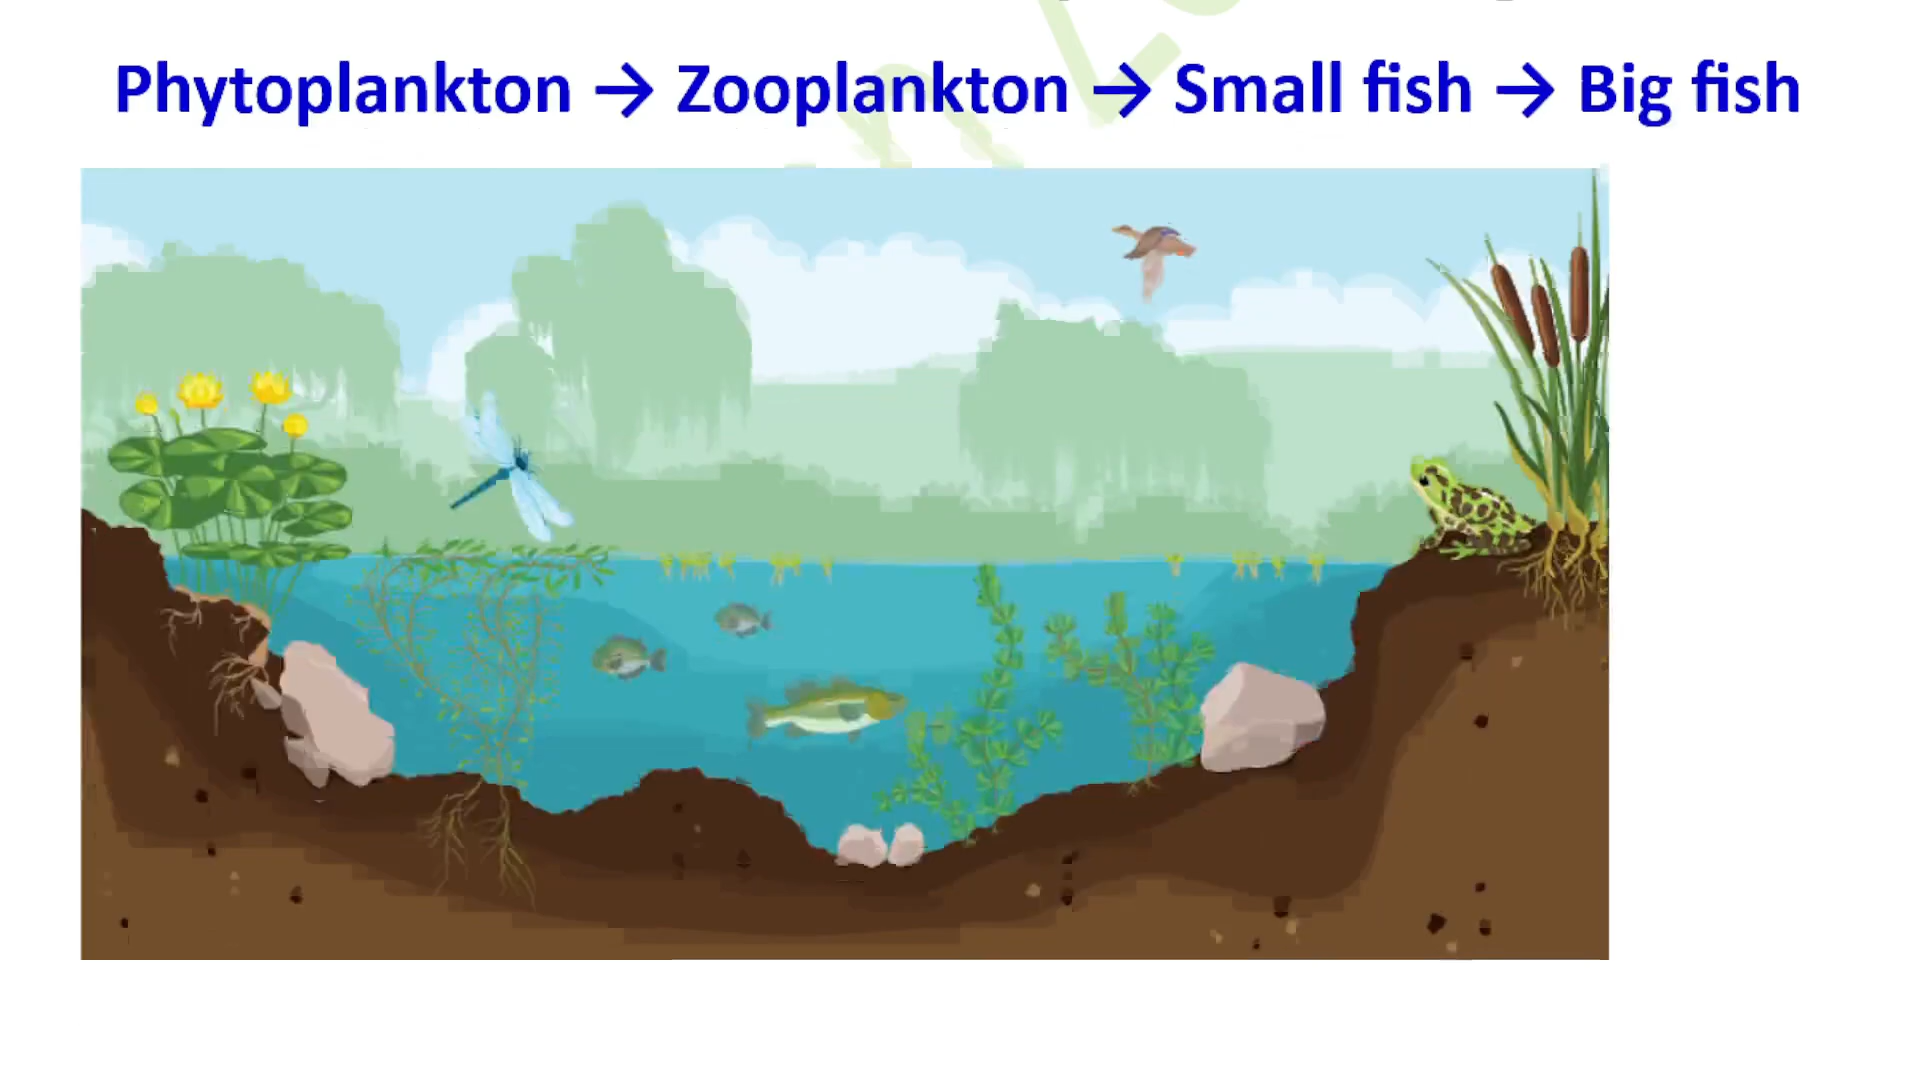 Phytoplankton → Zooplankton → Small fish → Big fish